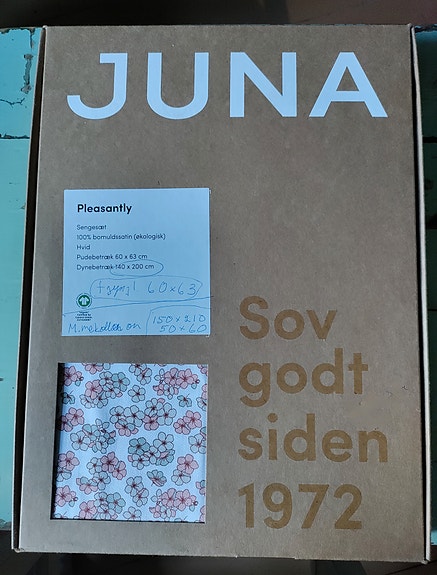 JUNA
Pleasantly
Sengesæt
100% bomuldssatin (økologisk)
Hvid
Pudebetræk 60 x 63 cm
Dynebetræk 140 x 200 cm
60 x 63
on 150 x 210
50 x 60
Sov
godt
siden
1972